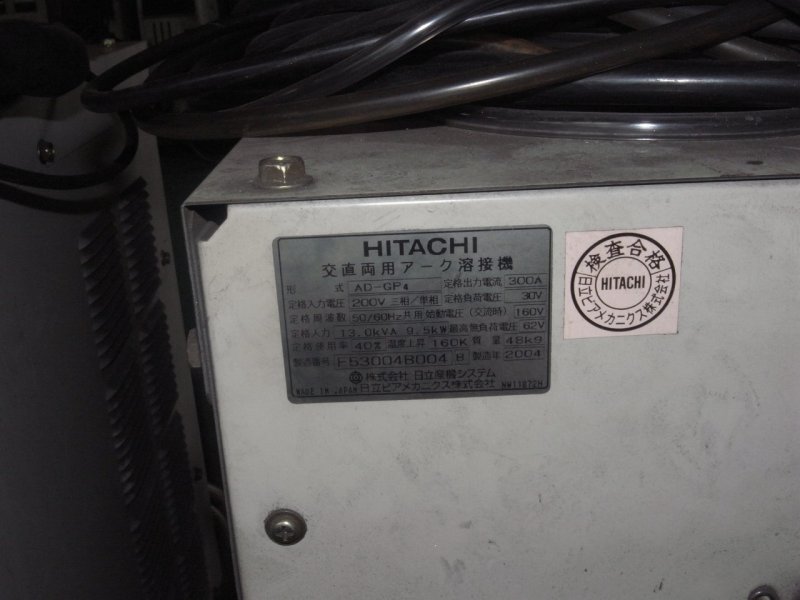 HITACHI
交直両用アーク溶接機
形式 AD-GP4 定格出力電流 300A
定格入力電圧 200V 三相/単相 定格負荷電圧 30V
定格周波数 50/60Hz共用 始動電圧(交流時) 160V
定格入力 13.0kVA 9.5kW 最高無負荷電圧 62V
定格使用率 40% 温度上昇 160K 質量 48kg
製造番号 F53004B004 B 製造年 2004
株式会社 日立産機システム
MADE IN JAPAN 日立ビアメカニクス株式会社 NW11872H
検査合格
HITACHI
日立ビアメカニクス株式会社